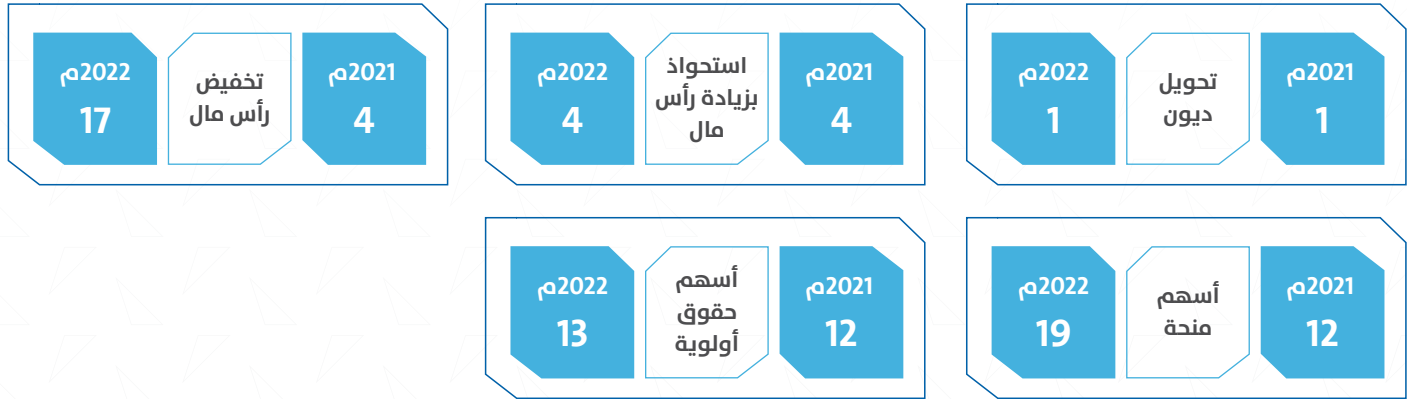 2021م
1
تحويل
ديون
2022م
1
2021م
4
استحواذ
بزيادة رأس
مال
2022م
4
2021م
4
تخفيض
رأس مال
2022م
17
2021م
12
أسهم
منحة
2022م
19
2021م
12
أسهم
حقوق
أولوية
2022م
13